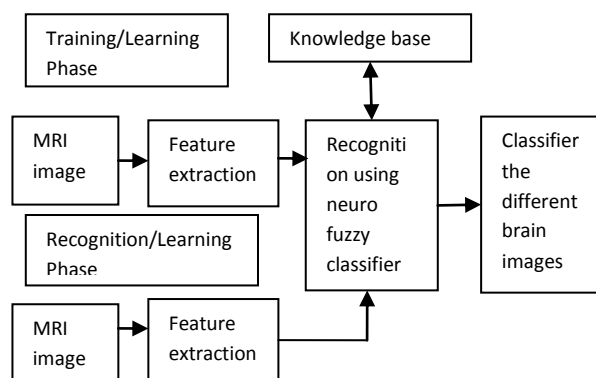 Training/Learning
Phase
Knowledge base
MRI
image
Feature
extraction
Recogniti
on using
neuro
fuzzy
classifier
Classifier
the
different
brain
images
Recognition/Learning
Phase
MRI
image
Feature
extraction